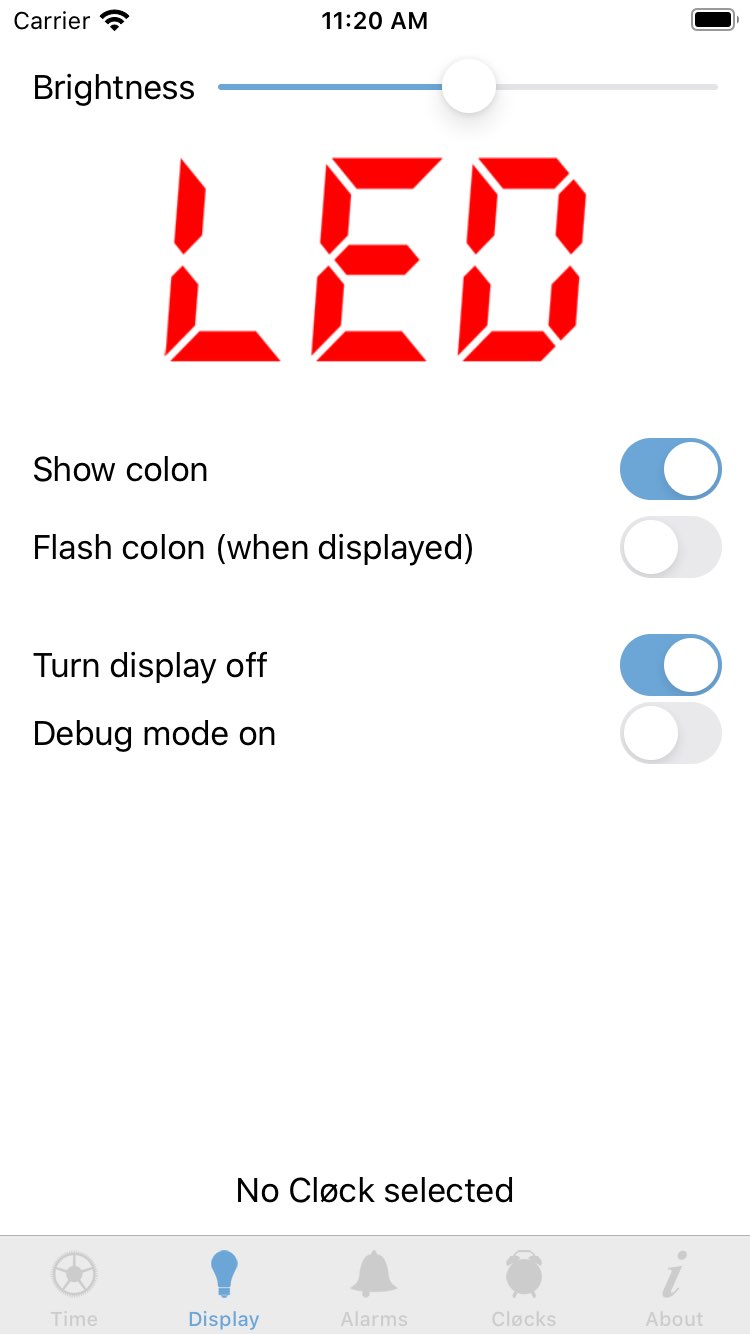 Carrier 11:20 AM
Brightness
LED
Show colon
Flash colon (when displayed)
Turn display off
Debug mode on
No Cløck selected
Time Display Alarms Cløcks About